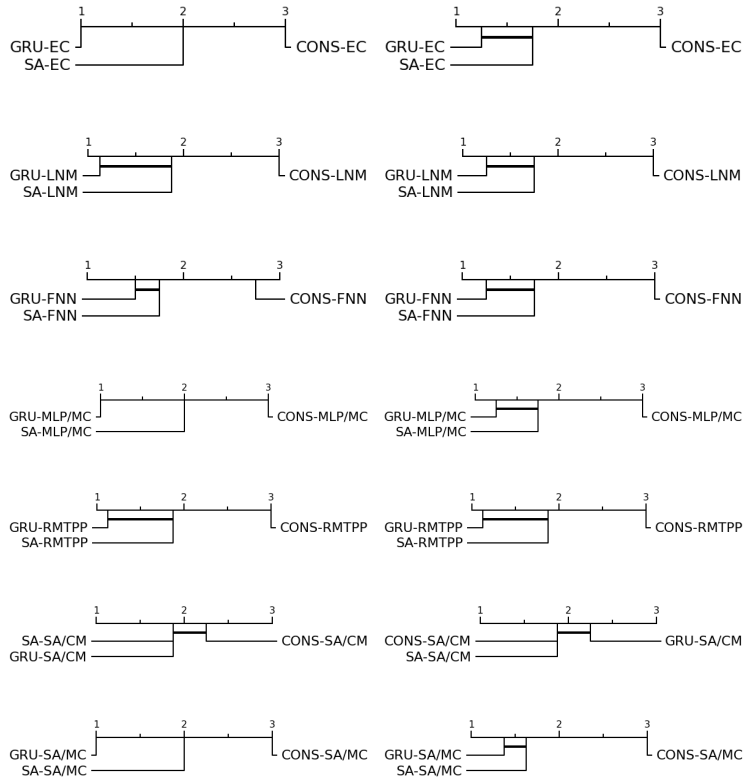 1 2 3 1 2 3
GRU-EC CONS-EC GRU-EC CONS-EC
SA-EC SA-EC
1 2 3 1 2 3
GRU-LNM CONS-LNM GRU-LNM CONS-LNM
SA-LNM SA-LNM
1 2 3 1 2 3
GRU-FNN CONS-FNN GRU-FNN CONS-FNN
SA-FNN SA-FNN
1 2 3 1 2 3
GRU-MLP/MC CONS-MLP/MC GRU-MLP/MC CONS-MLP/MC
SA-MLP/MC SA-MLP/MC
1 2 3 1 2 3
GRU-RMTPP CONS-RMTPP GRU-RMTPP CONS-RMTPP
SA-RMTPP SA-RMTPP
1 2 3 1 2 3
SA-SA/CM CONS-SA/CM CONS-SA/CM GRU-SA/CM
GRU-SA/CM SA-SA/CM
1 2 3 1 2 3
GRU-SA/MC CONS-SA/MC GRU-SA/MC CONS-SA/MC
SA-SA/MC SA-SA/MC